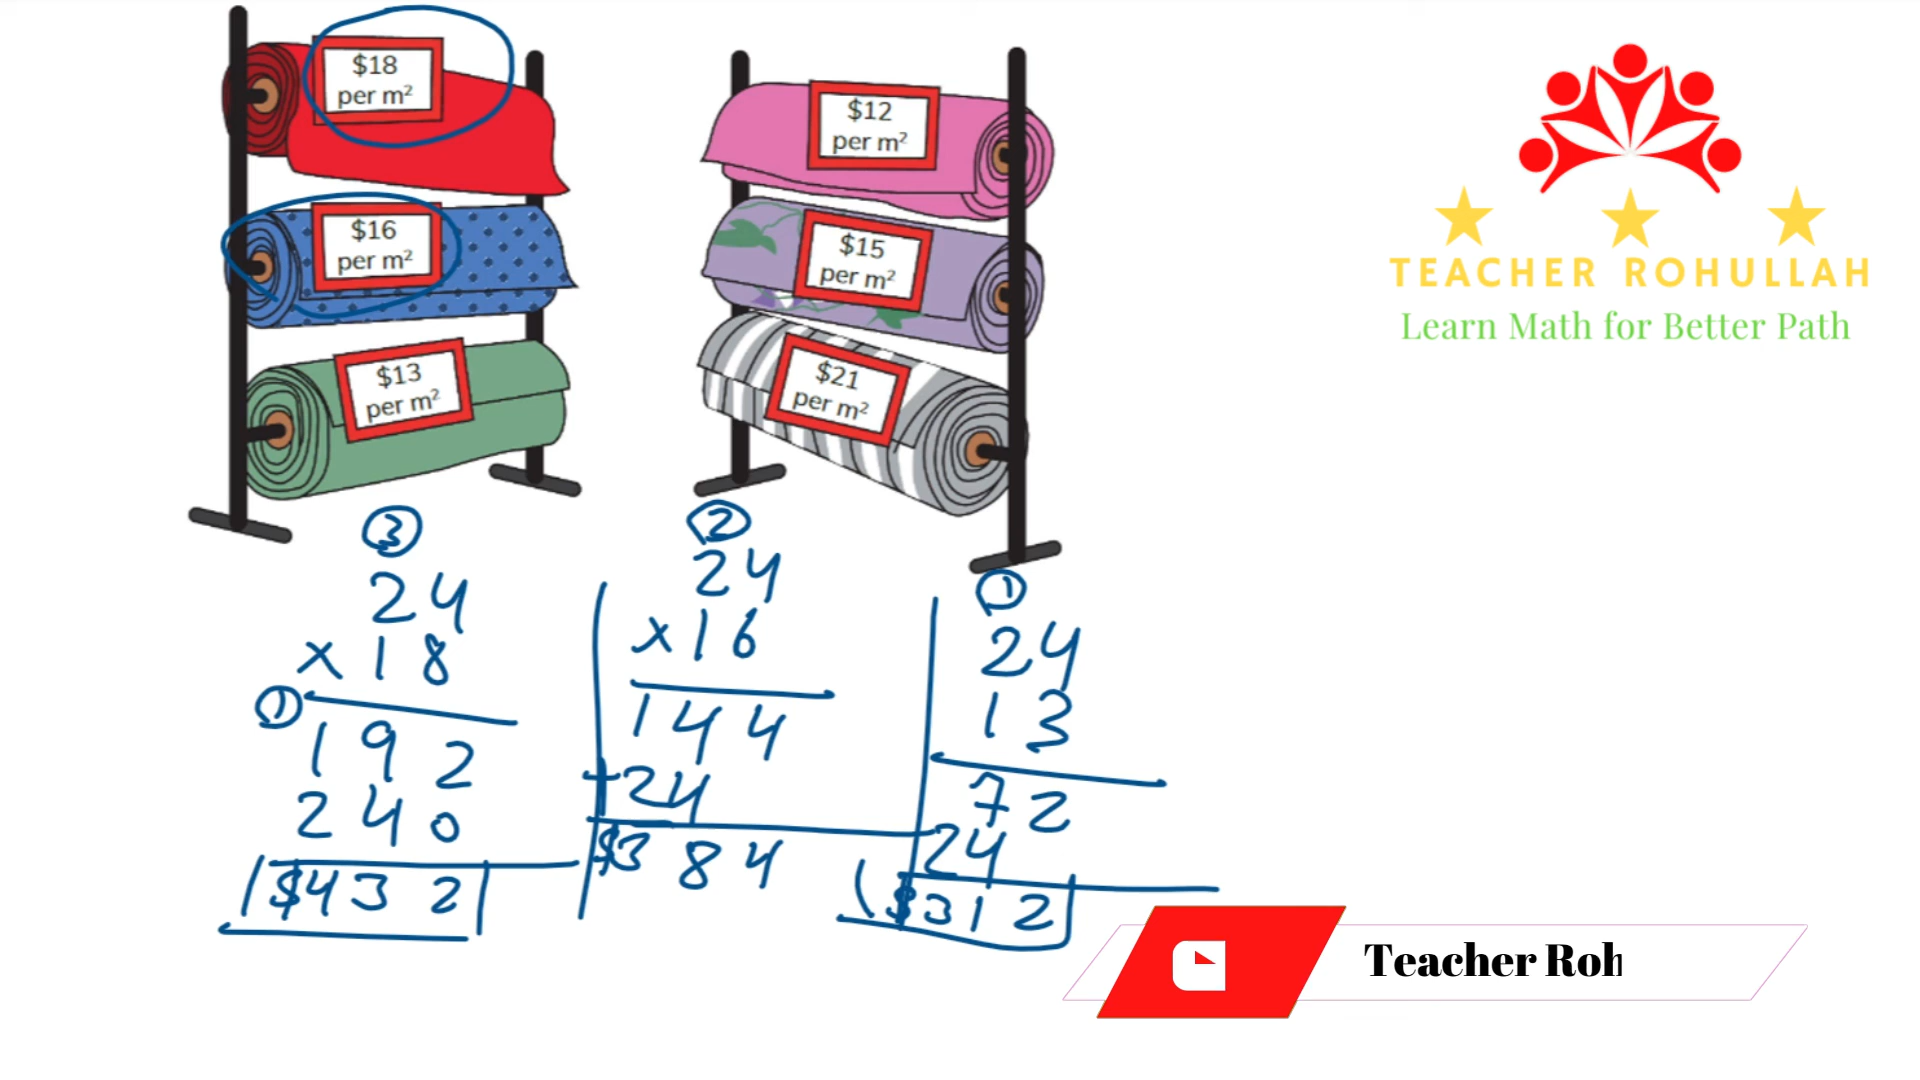 $18
per m²
$16
per m²
$13
per m²
$12
per m²
$15
per m²
$21
per m²
TEACHER ROHULLAH
Learn Math for Better Path
3
24
x 18
1
192
240
$432
2
24
x 16
144
+24
$384
1
24
13
72
24
$312
Teacher Roh